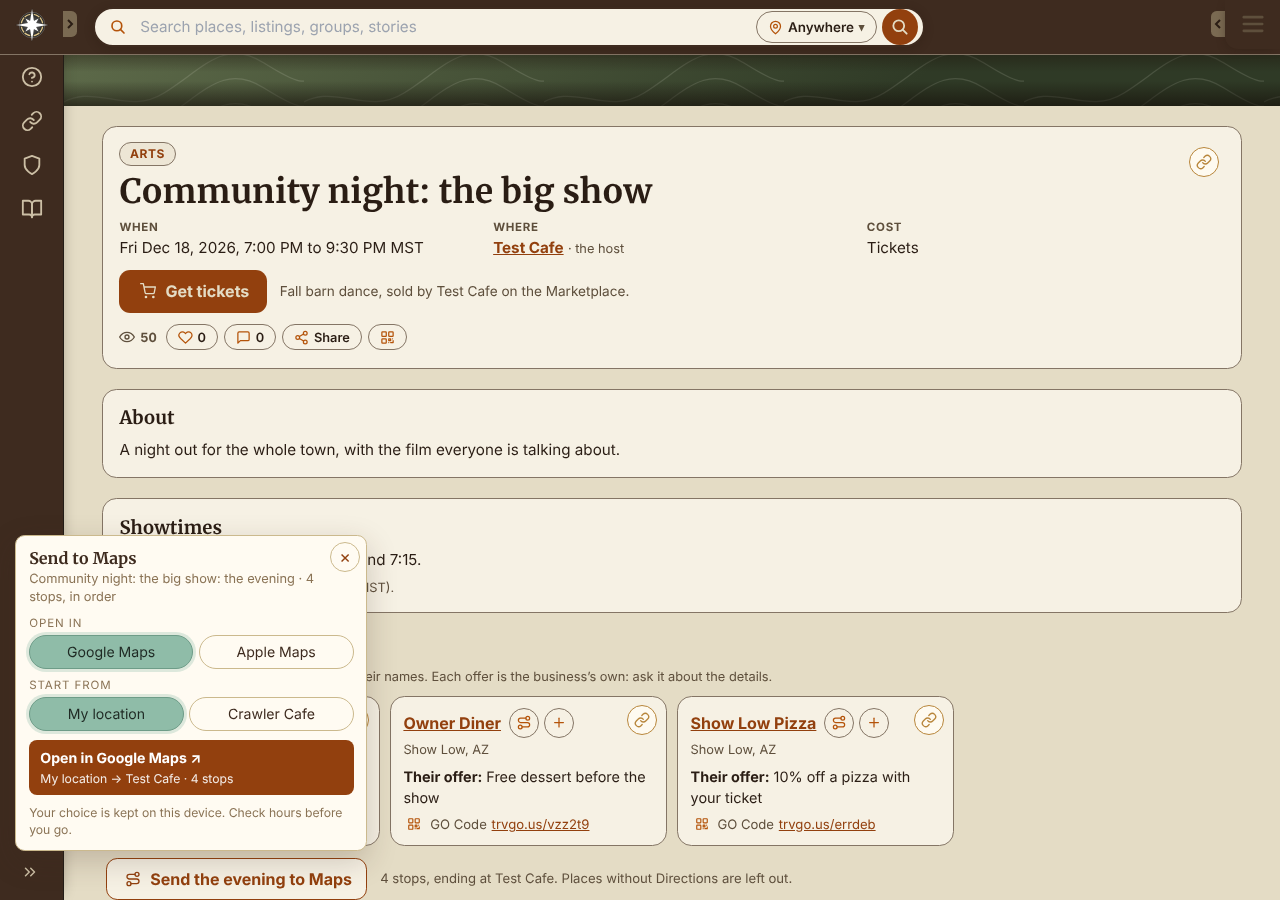 Search places, listings, groups, stories
Anywhere ▾
ARTS
Community night: the big show
WHEN
Fri Dec 18, 2026, 7:00 PM to 9:30 PM MST
WHERE
Test Cafe · the host
COST
Tickets
Get tickets
Fall barn dance, sold by Test Cafe on the Marketplace.
50
0
0
Share
About
A night out for the whole town, with the film everyone is talking about.
Showtimes
nd 7:15.
IST).
Send to Maps
Community night: the big show: the evening · 4
stops, in order
OPEN IN
Google Maps
Apple Maps
START FROM
My location
Crawler Cafe
Open in Google Maps ↗
My location → Test Cafe · 4 stops
Your choice is kept on this device. Check hours before
you go.
eir names. Each offer is the business’s own: ask it about the details.
Owner Diner
Show Low, AZ
Their offer: Free dessert before the
show
GO Code trvgo.us/vzz2t9
Show Low Pizza
Show Low, AZ
Their offer: 10% off a pizza with
your ticket
GO Code trvgo.us/errdeb
Send the evening to Maps
4 stops, ending at Test Cafe. Places without Directions are left out.